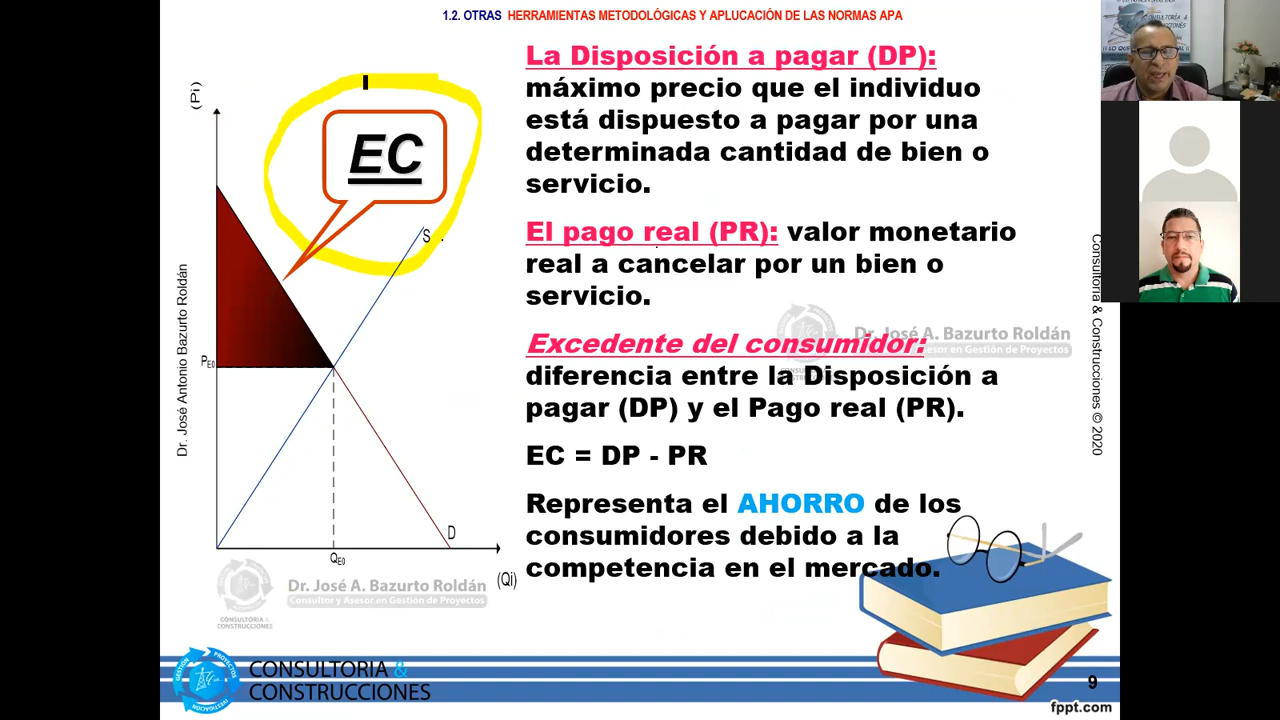 1.2. OTRAS HERRAMIENTAS METODOLÓGICAS Y APLUCACIÓN DE LAS NORMAS APA
(Pi)
EC
S
P E0
D
Q E0
(Qi)
Dr. José Antonio Bazurto Roldán
La Disposición a pagar (DP):
máximo precio que el individuo
está dispuesto a pagar por una
determinada cantidad de bien o
servicio.
El pago real (PR): valor monetario
real a cancelar por un bien o
servicio.
Excedente del consumidor:
diferencia entre la Disposición a
pagar (DP) y el Pago real (PR).
EC = DP - PR
Representa el AHORRO de los
consumidores debido a la
competencia en el mercado.
Dr. José A. Bazurto Roldán
Consultoria & Construcciones © 2020
Dr. José A. Bazurto Roldán
Consultor y Asesor en Gestión de Proyectos
CONSULTORIA &
CONSTRUCCIONES
CONSULTORIA &
CONSTRUCCIONES
9
fppt.com